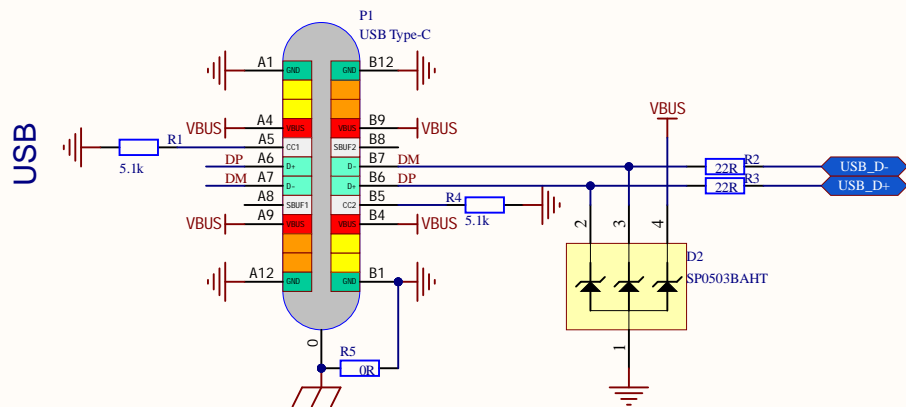 P1
USB Type-C
USB
A1
GND
GND
B12
VBUS
A4
VBUS
VBUS
B9
VBUS
VBUS
R1
5.1k
A5
CC1
SBUF2
B8
DP
A6
D+
D-
B7
DM
DM
A7
D-
D+
B6
DP
A8
SBUF1
CC2
B5
R4
5.1k
VBUS
A9
VBUS
VBUS
B4
VBUS
A12
GND
GND
B1
0
R5
0R
22R
R2
USB_D-
22R
R3
USB_D+
2
3
4
D2
SP0503BAHT
1